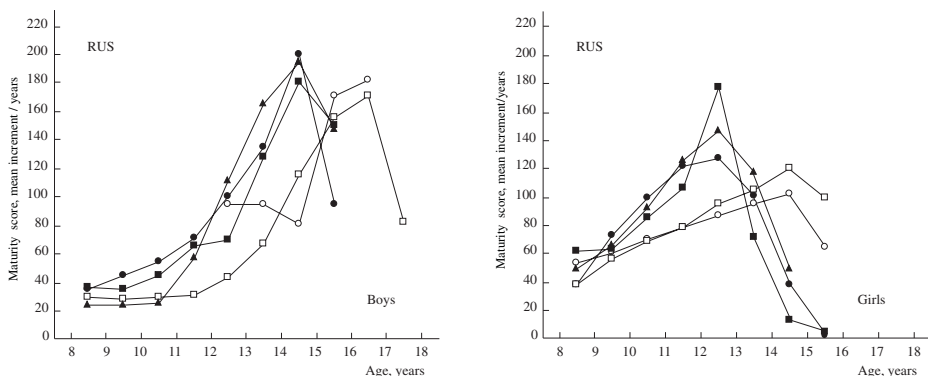 220
200
180
160
140
120
100
80
60
40
20
0
Maturity score, mean increment / years
RUS
Boys
8 9 10 11 12 13 14 15 16 17 18
Age, years
220
200
180
160
140
120
100
80
60
40
20
0
Maturity score, mean increment/years
RUS
Girls
8 9 10 11 12 13 14 15 16 17 18
Age, years